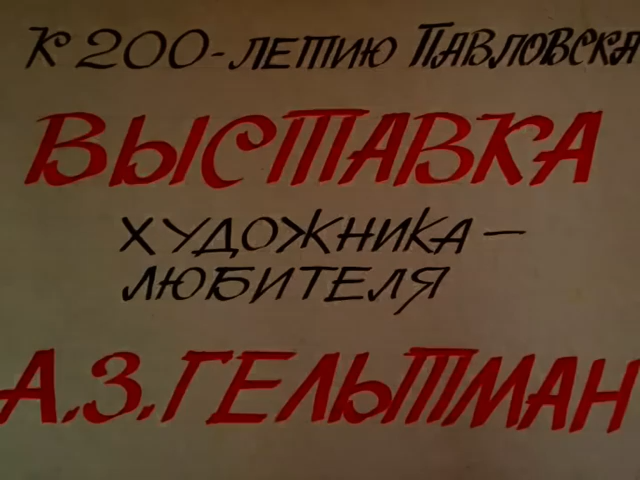 К 200-ЛЕТИЮ ПАВЛОВСКА
ВЫСТАВКА
ХУДОЖНИКА –
ЛЮБИТЕЛЯ
А.З.ГЕЛЬТМАН